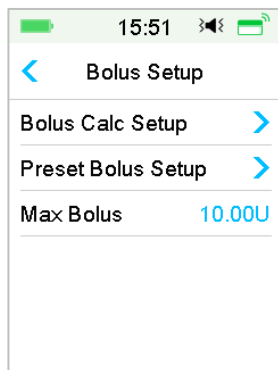 15:51
Bolus Setup
Bolus Calc Setup
Preset Bolus Setup
Max Bolus 10.00U